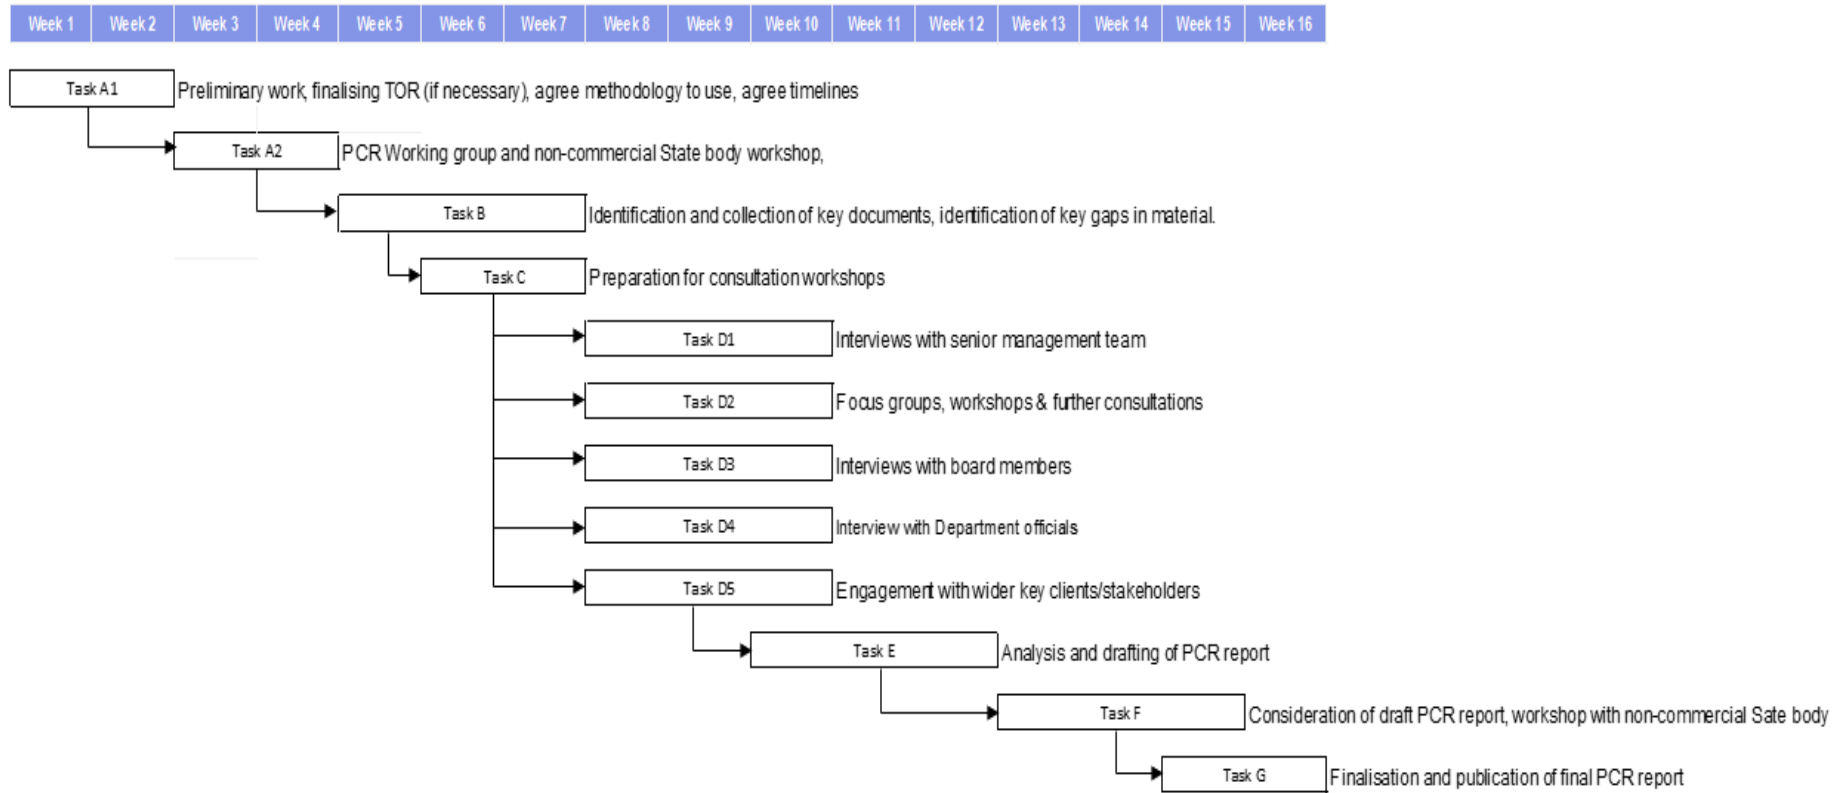 Week 1 Week 2 Week 3 Week 4 Week 5 Week 6 Week 7 Week 8 Week 9 Week 10 Week 11 Week 12 Week 13 Week 14 Week 15 Week 16
Task A1 Preliminary work, finalising TOR (if necessary), agree methodology to use, agree timelines
Task A2 PCR Working group and non-commercial State body workshop,
Task B Identification and collection of key documents, identification of key gaps in material.
Task C Preparation for consultation workshops
Task D1 Interviews with senior management team
Task D2 Focus groups, workshops & further consultations
Task D3 Interviews with board members
Task D4 Interview with Department officials
Task D5 Engagement with wider key clients/stakeholders
Task E Analysis and drafting of PCR report
Task F Consideration of draft PCR report, workshop with non-commercial Sate body
Task G Finalisation and publication of final PCR report